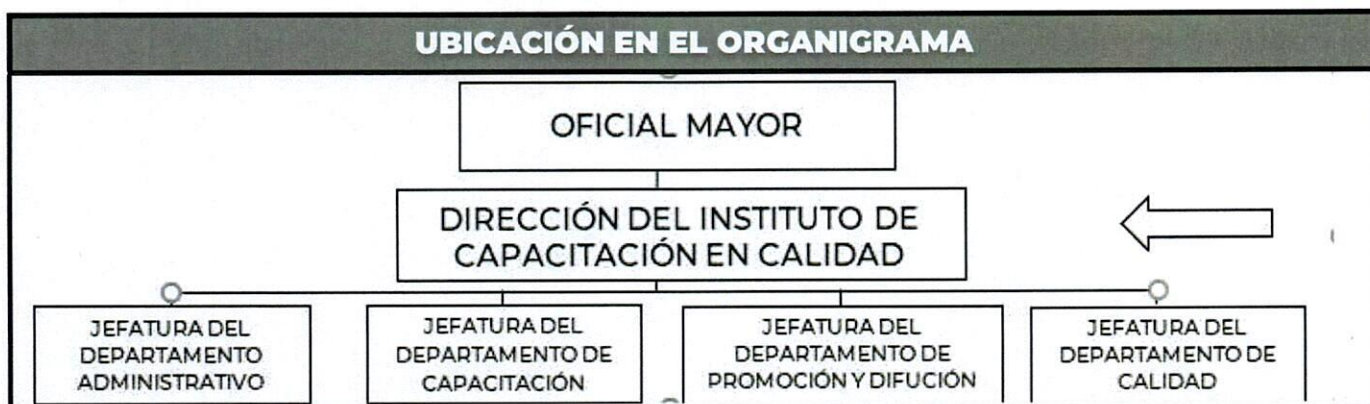 UBICACIÓN EN EL ORGANIGRAMA
OFICIAL MAYOR
DIRECCIÓN DEL INSTITUTO DE
CAPACITACIÓN EN CALIDAD
JEFATURA DEL
DEPARTAMENTO
ADMINISTRATIVO
JEFATURA DEL
DEPARTAMENTO DE
CAPACITACIÓN
JEFATURA DEL
DEPARTAMENTO DE
PROMOCIÓN Y DIFUCIÓN
JEFATURA DEL
DEPARTAMENTO DE
CALIDAD